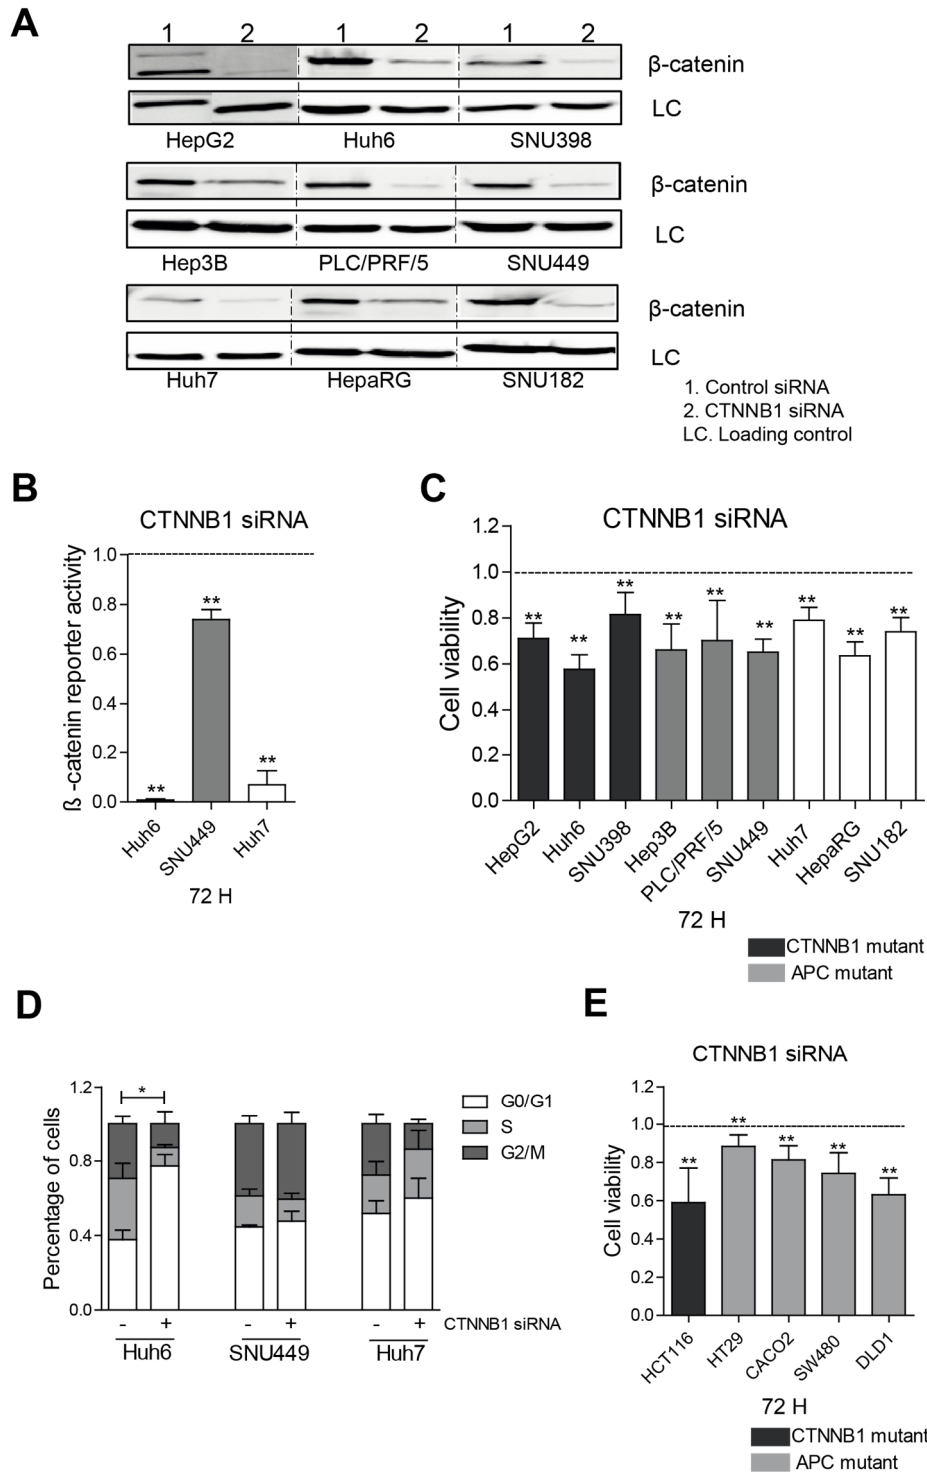 A
1 2 1 2 1 2
β-catenin
LC
HepG2 Huh6 SNU398
β-catenin
LC
Hep3B PLC/PRF/5 SNU449
β-catenin
LC
Huh7 HepaRG SNU182
1. Control siRNA
2. CTNNB1 siRNA
LC. Loading control
B
CTNNB1 siRNA
ß -catenin reporter activity
1.0
0.8
0.6
0.4
0.2
0.0
**
**
**
Huh6 SNU449 Huh7
72 H
C
CTNNB1 siRNA
Cell viability
1.2
1.0
0.8
0.6
0.4
0.2
0.0
** ** ** ** ** ** ** ** **
HepG2 Huh6 SNU398 Hep3B PLC/PRF/5 SNU449 Huh7 HepaRG SNU182
72 H
CTNNB1 mutant
APC mutant
D
Percentage of cells
1.2
0.8
0.4
0.0
*
G0/G1
S
G2/M
- + - + - + CTNNB1 siRNA
Huh6 SNU449 Huh7
E
CTNNB1 siRNA
Cell viability
1.2
1.0
0.8
0.6
0.4
0.2
0.0
** ** ** ** **
HCT116 HT29 CACO2 SW480 DLD1
72 H
CTNNB1 mutant
APC mutant